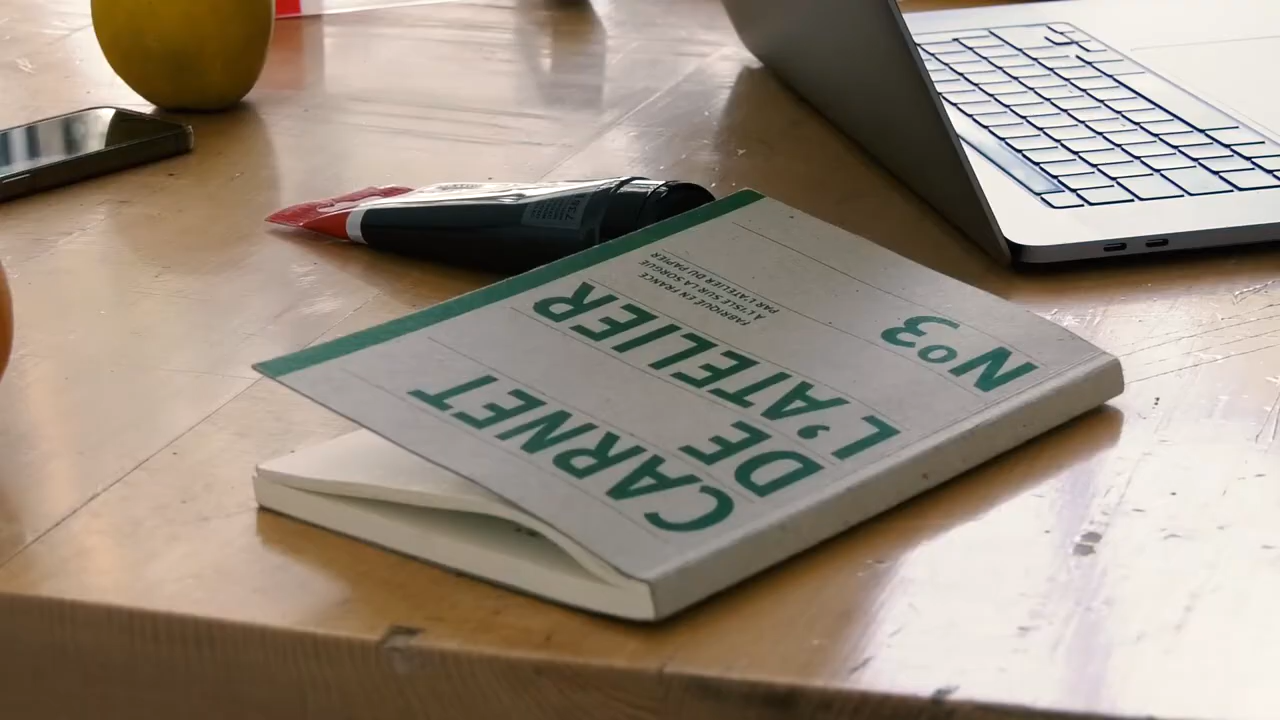 CARNET
DE
L'ATELIER
FABRIQUÉ EN FRANCE
À L'ISLE SUR LA SORGUE
PAR L'ATELIER DU PAPIER
Nº3